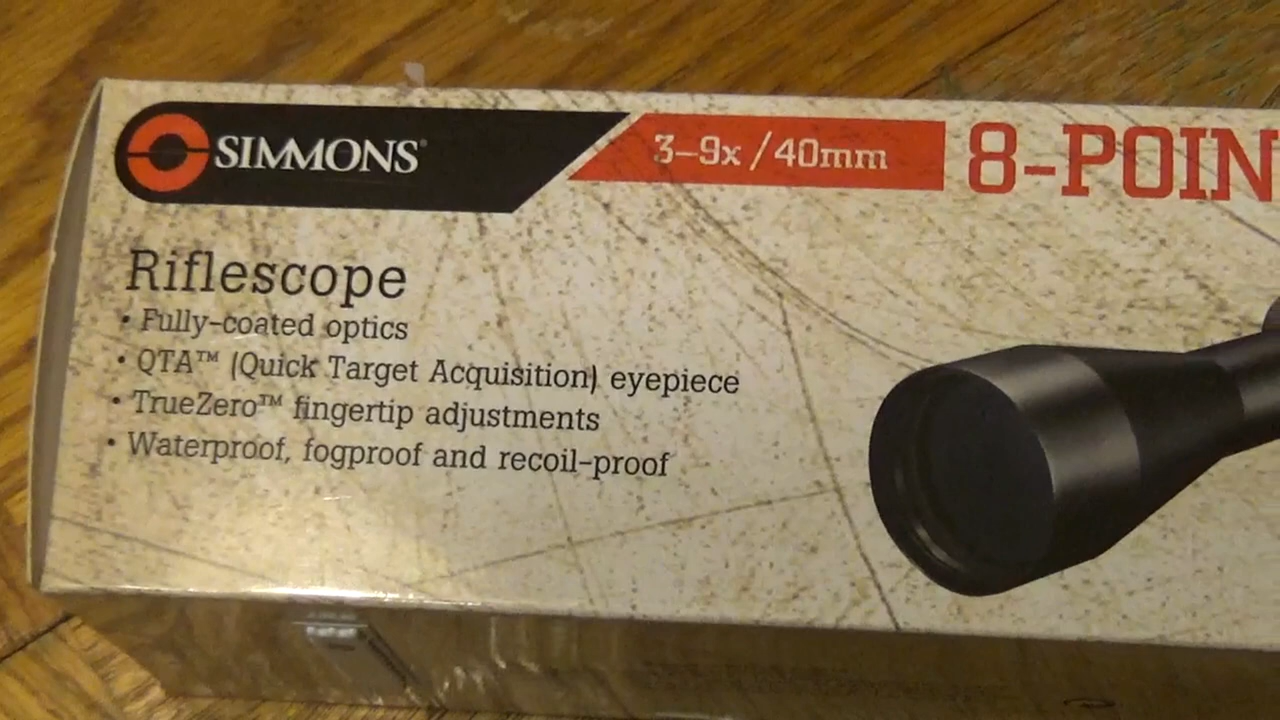 SIMMONS®
3-9x/40mm
8-POIN
Riflescope
• Fully-coated optics
• QTA™ (Quick Target Acquisition) eyepiece
• TrueZero™ fingertip adjustments
• Waterproof, fogproof and recoil-proof